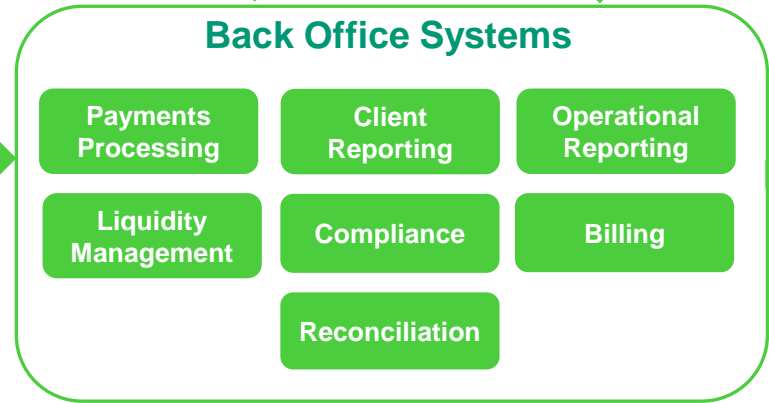 Back Office Systems
Payments
Processing
Client
Reporting
Operational
Reporting
Liquidity
Management
Compliance
Billing
Reconciliation